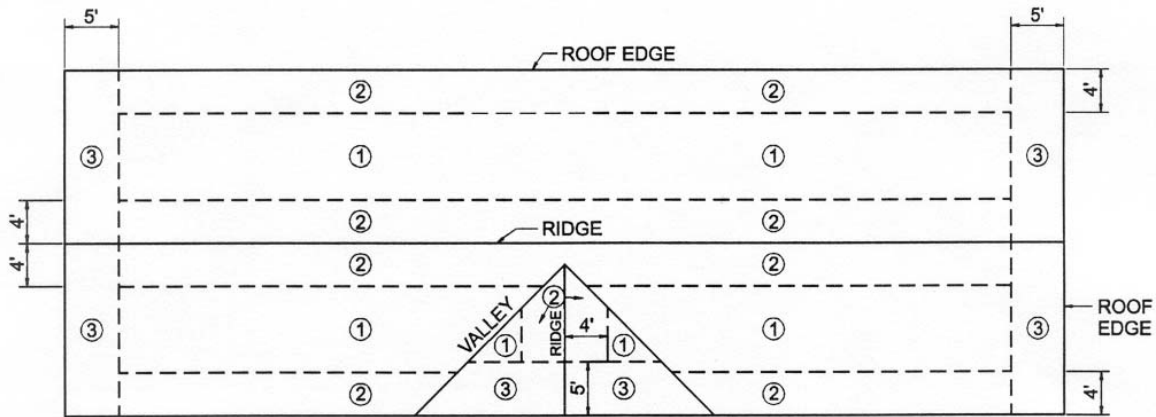 5' 5'
ROOF EDGE
② ② 4'
③ ① ① ③
4' ② ②
RIDGE
4' ② ②
②
VALLEY RIDGE 4'
③ ① ① ① ① ③ ROOF EDGE
② ③ 5' ③ ② 4'